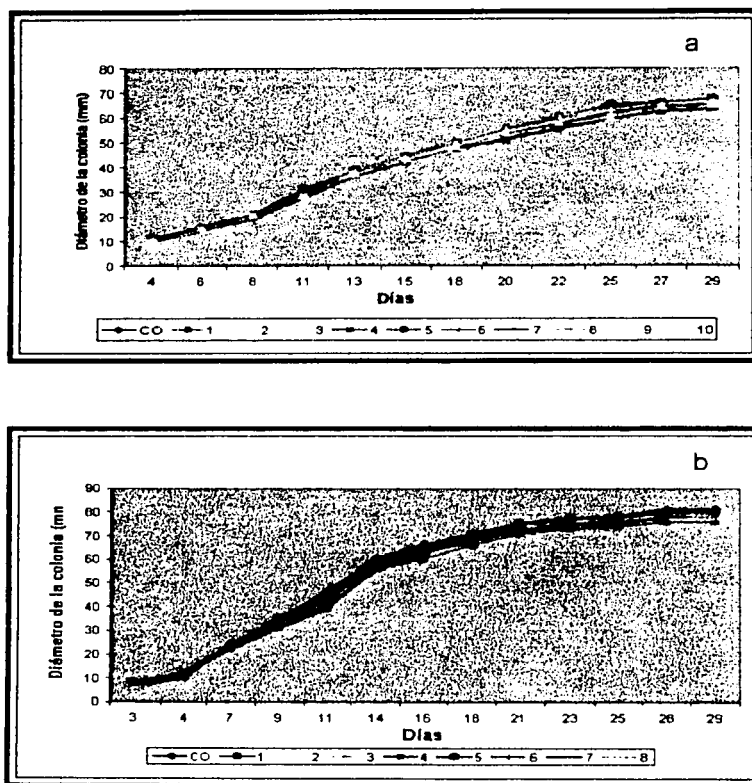 a
Diámetro de la colonia (mm)
80
70
60
50
40
30
20
10
0
4 6 8 11 13 15 18 20 22 25 27 29
Días
CO 1 2 3 4 5 6 7 8 9 10
b
Diámetro de la colonia (mn
90
80
70
60
50
40
30
20
10
0
3 4 7 9 11 14 16 18 21 23 25 28 29
Días
CO 1 2 3 4 5 6 7 8